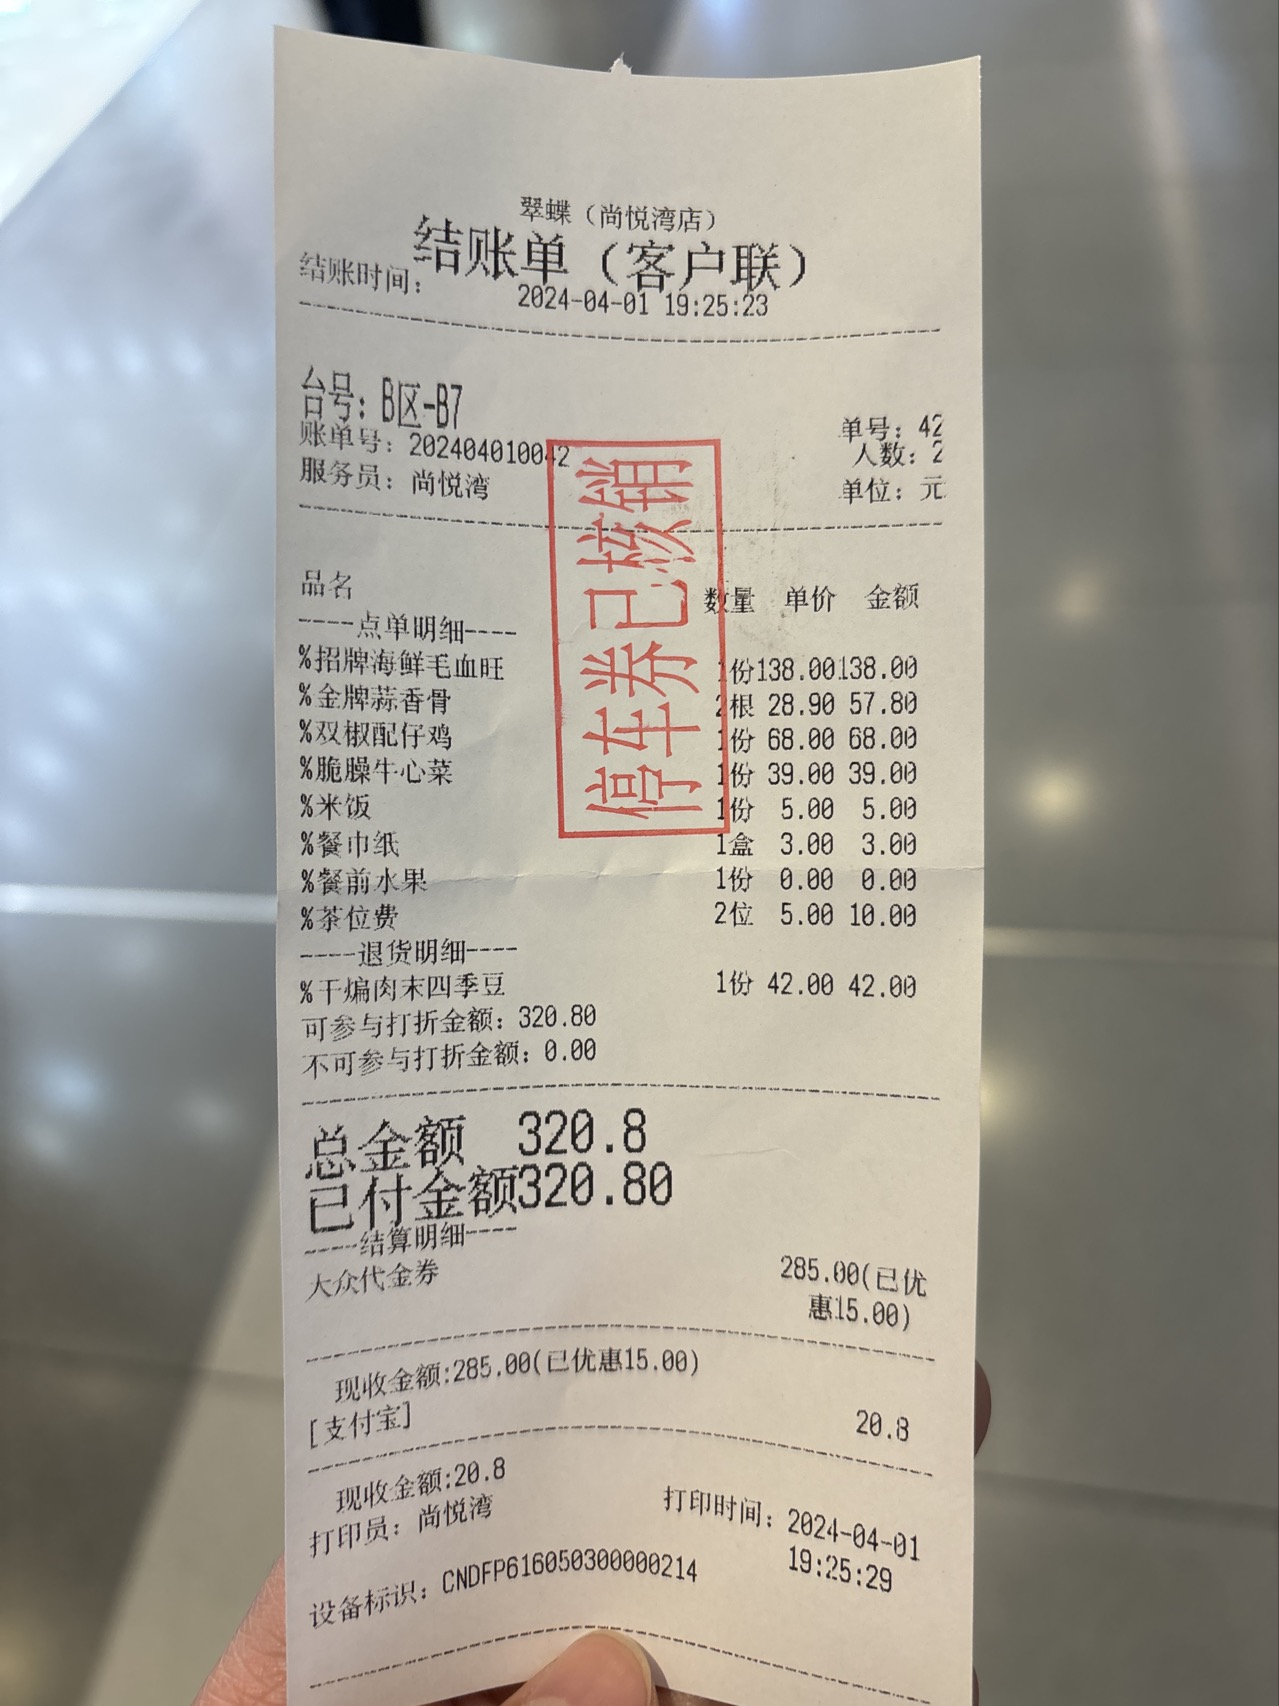 翠蝶（尚悦湾店）
结账单（客户联）
结账时间： 2024-04-01 19:25:23
台号：B区-B7
单号：42
账单号：202404010042
人数：2
服务员：尚悦湾
单位：元
停车券已核销
品名 数量 单价 金额
----点单明细----
%招牌海鲜毛血旺 1份138.00138.00
%金牌蒜香骨 2根 28.90 57.80
%双椒配仔鸡 1份 68.00 68.00
%脆臊牛心菜 1份 39.00 39.00
%米饭 1份 5.00 5.00
%餐巾纸 1盒 3.00 3.00
%餐前水果 1份 0.00 0.00
%茶位费 2位 5.00 10.00
----退货明细----
%干煸肉末四季豆 1份 42.00 42.00
可参与打折金额：320.80
不可参与打折金额：0.00
总金额 320.8
已付金额320.80
----结算明细----
大众代金券 285.00(已优
惠15.00)
现收金额:285.00(已优惠15.00)
[支付宝] 20.8
现收金额:20.8
打印员：尚悦湾 打印时间：2024-04-01
19:25:29
设备标识：CNDFP616050300000214